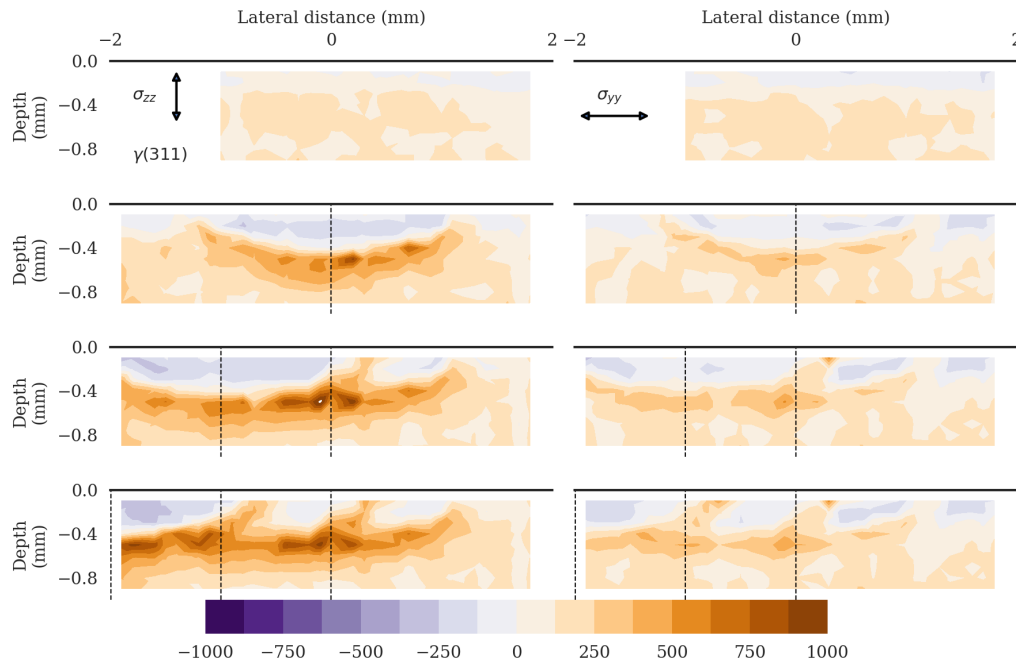 Lateral distance (mm) Lateral distance (mm)
−2 0 2 −2 0 2
0.0
σzz σyy
Depth
(mm)
−0.4
−0.8
γ(311)
0.0
Depth
(mm)
−0.4
−0.8
0.0
Depth
(mm)
−0.4
−0.8
0.0
Depth
(mm)
−0.4
−0.8
−1000 −750 −500 −250 0 250 500 750 1000